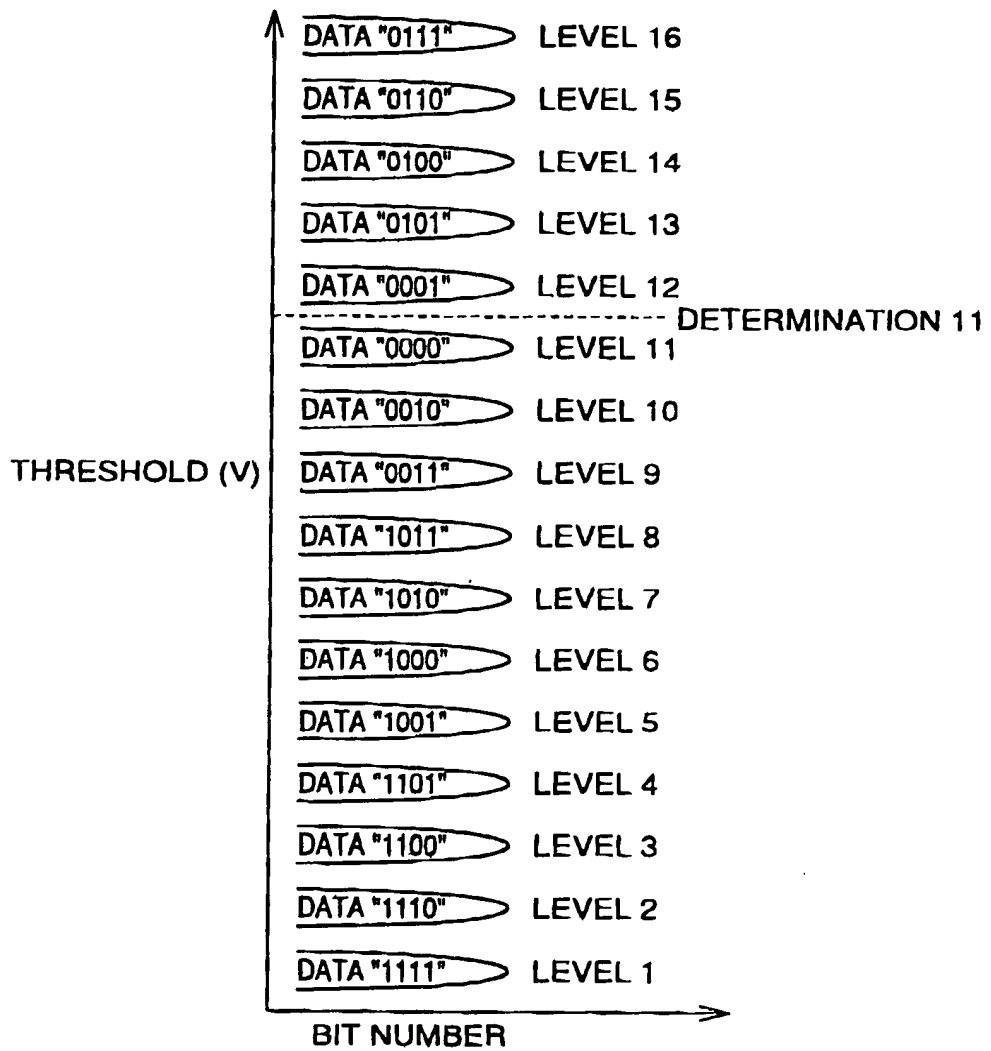 DATA "0111" LEVEL 16
DATA "0110" LEVEL 15
DATA "0100" LEVEL 14
DATA "0101" LEVEL 13
DATA "0001" LEVEL 12
DETERMINATION 11
DATA "0000" LEVEL 11
DATA "0010" LEVEL 10
THRESHOLD (V)
DATA "0011" LEVEL 9
DATA "1011" LEVEL 8
DATA "1010" LEVEL 7
DATA "1000" LEVEL 6
DATA "1001" LEVEL 5
DATA "1101" LEVEL 4
DATA "1100" LEVEL 3
DATA "1110" LEVEL 2
DATA "1111" LEVEL 1
BIT NUMBER